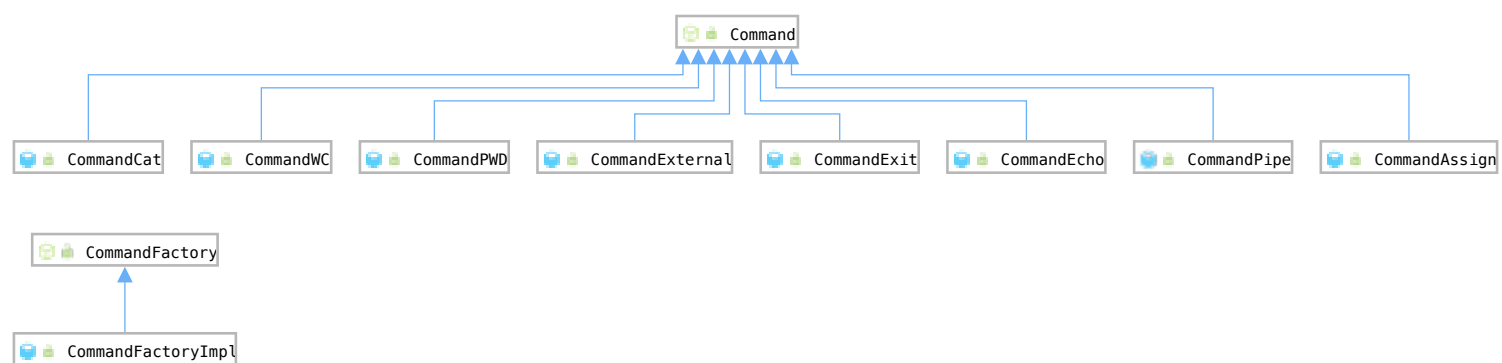 Command
CommandCat
CommandWC
CommandPWD
CommandExternal
CommandExit
CommandEcho
CommandPipe
CommandAssign
CommandFactory
CommandFactoryImpl